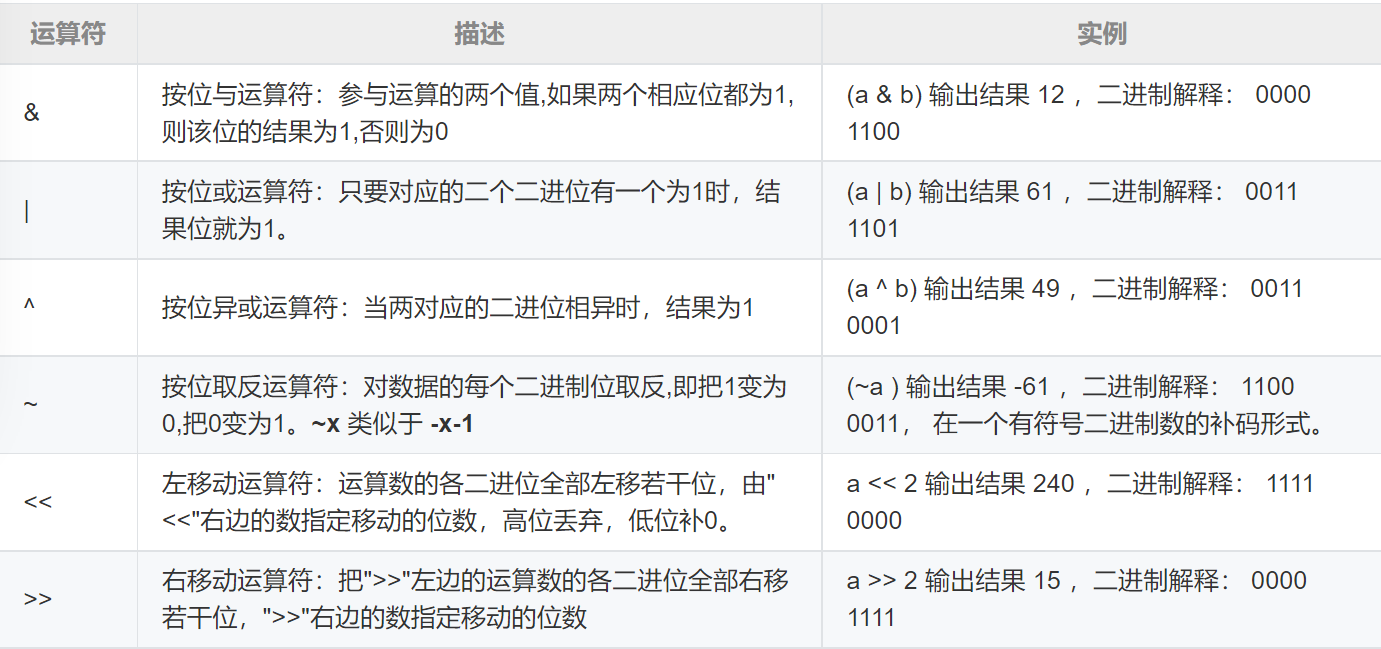 运算符 描述 实例
& 按位与运算符：参与运算的两个值,如果两个相应位都为1,
则该位的结果为1,否则为0
(a & b) 输出结果 12 ，二进制解释： 0000
1100
| 按位或运算符：只要对应的二个二进位有一个为1时，结
果位就为1。
(a | b) 输出结果 61 ，二进制解释： 0011
1101
^ 按位异或运算符：当两对应的二进位相异时，结果为1
(a ^ b) 输出结果 49 ，二进制解释： 0011
0001
~ 按位取反运算符：对数据的每个二进制位取反,即把1变为
0,把0变为1。~x 类似于 -x-1
(~a ) 输出结果 -61 ，二进制解释： 1100
0011， 在一个有符号二进制数的补码形式。
<< 左移动运算符：运算数的各二进位全部左移若干位，由"
<<"右边的数指定移动的位数，高位丢弃，低位补0。
a << 2 输出结果 240 ，二进制解释： 1111
0000
>> 右移动运算符：把">>"左边的运算数的各二进位全部右移
若干位，">>"右边的数指定移动的位数
a >> 2 输出结果 15 ，二进制解释： 0000
1111